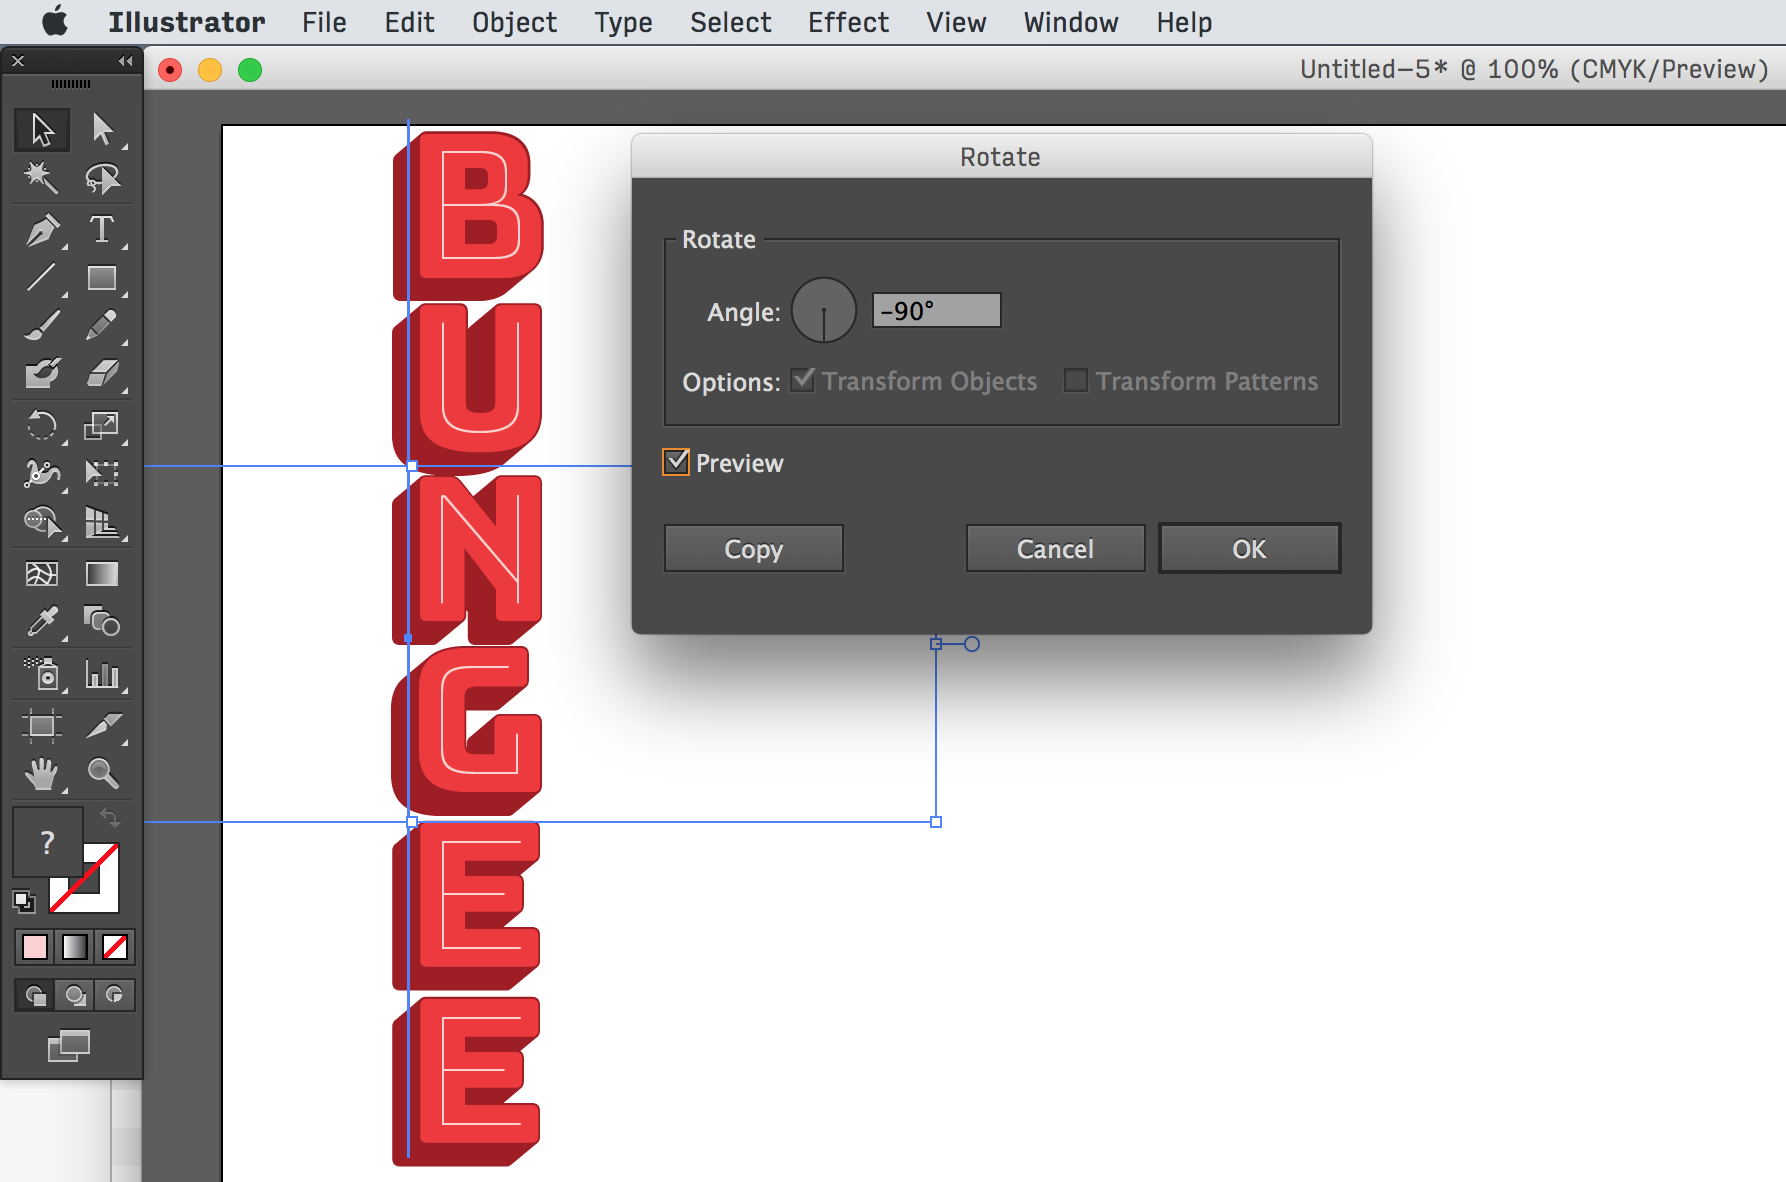 Illustrator File Edit Object Type Select Effect View Window Help
Untitled-5* @ 100% (CMYK/Preview)
Rotate
Rotate
Angle: -90°
Options: Transform Objects Transform Patterns
Preview
Copy Cancel OK
?
B
U
N
G
E
E